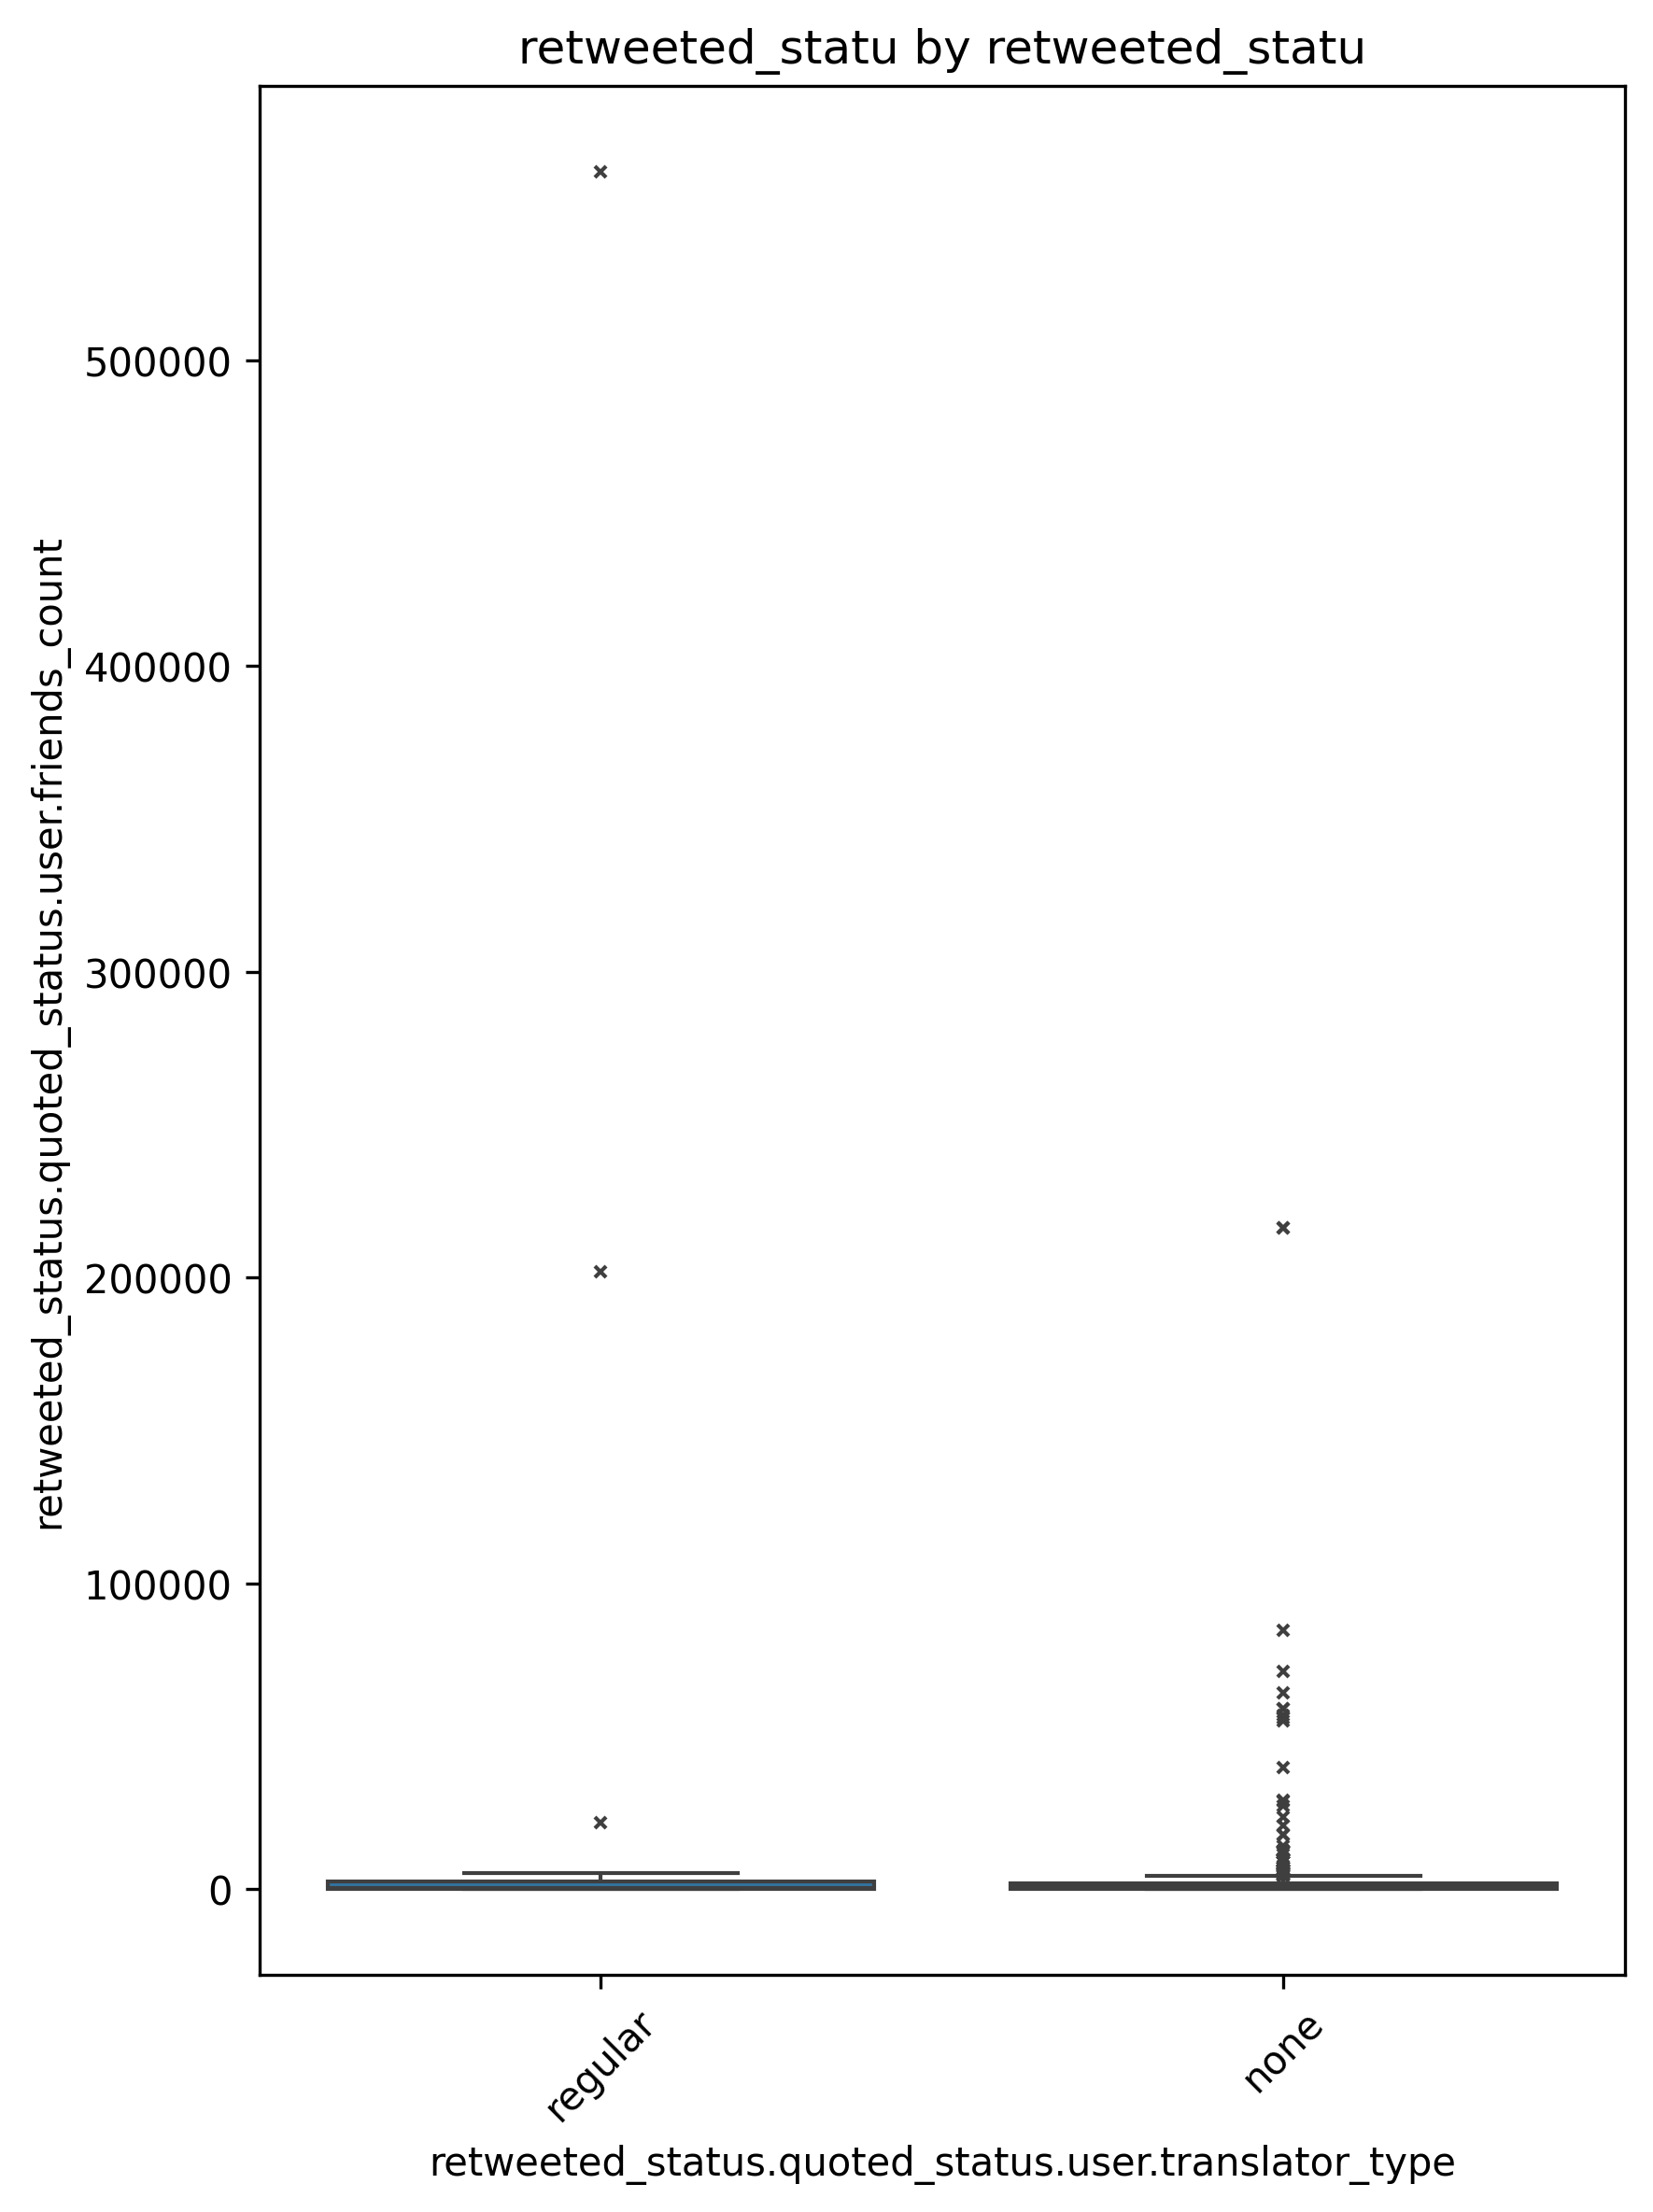 retweeted_statu by retweeted_statu
retweeted_status.quoted_status.user.friends_count
500000
400000
300000
200000
100000
0
regular
none
retweeted_status.quoted_status.user.translator_type